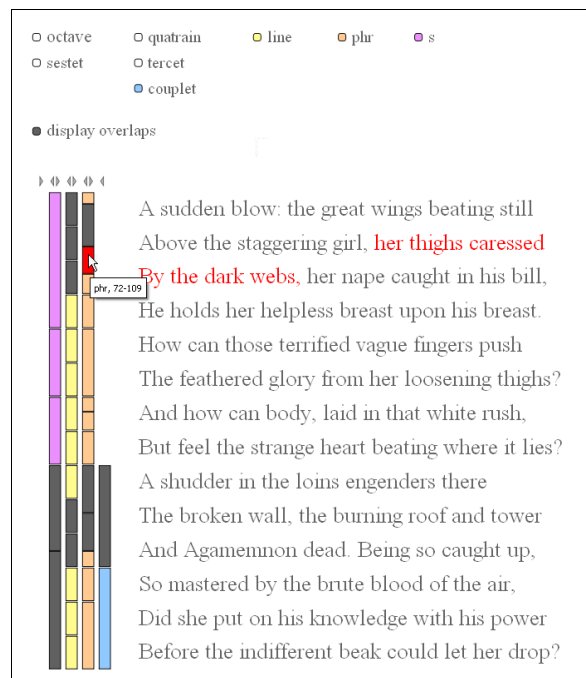 octave quatrain line phr s
sestet tercet
couplet
display overlaps
A sudden blow: the great wings beating still
Above the staggering girl, her thighs caressed
By the dark webs, her nape caught in his bill,
phr, 72-109
He holds her helpless breast upon his breast.
How can those terrified vague fingers push
The feathered glory from her loosening thighs?
And how can body, laid in that white rush,
But feel the strange heart beating where it lies?
A shudder in the loins engenders there
The broken wall, the burning roof and tower
And Agamemnon dead. Being so caught up,
So mastered by the brute blood of the air,
Did she put on his knowledge with his power
Before the indifferent beak could let her drop?